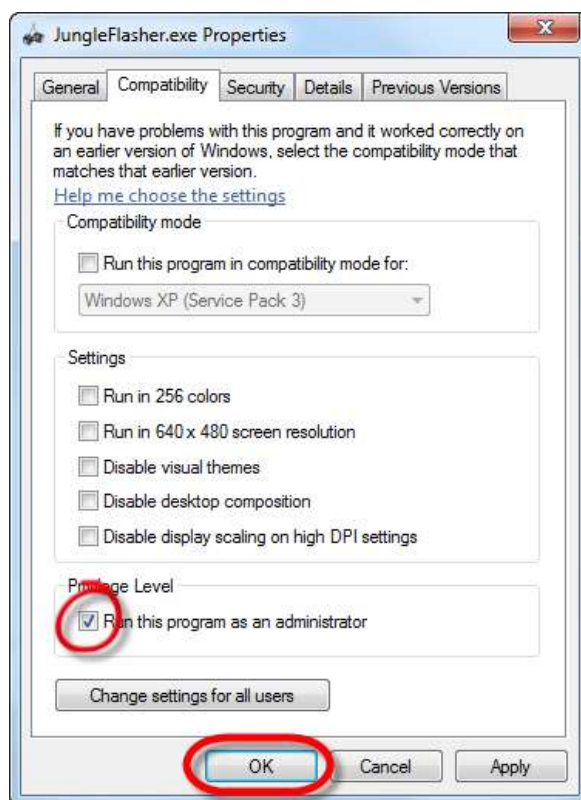 JungleFlasher.exe Properties
General Compatibility Security Details Previous Versions
If you have problems with this program and it worked correctly on
an earlier version of Windows, select the compatibility mode that
matches that earlier version.
Help me choose the settings
Compatibility mode
Run this program in compatibility mode for:
Windows XP (Service Pack 3)
Settings
Run in 256 colors
Run in 640 x 480 screen resolution
Disable visual themes
Disable desktop composition
Disable display scaling on high DPI settings
Privilege Level
Run this program as an administrator
Change settings for all users
OK Cancel Apply